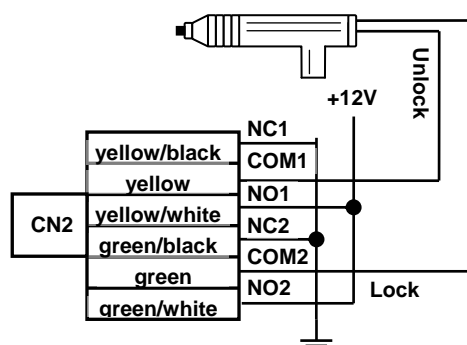 Unlock
+12V
NC1
yellow/black
COM1
yellow
NO1
yellow/white
NC2
CN2
green/black
COM2
green
NO2
Lock
green/white